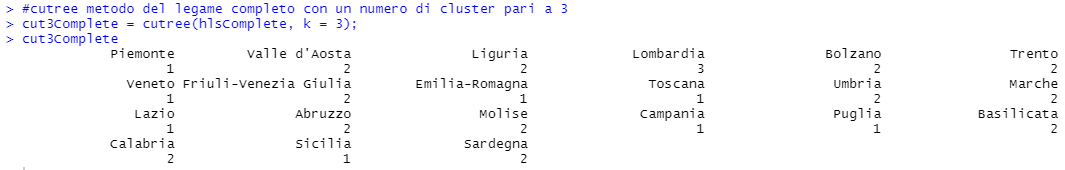 > #cutree metodo del legame completo con un numero di cluster pari a 3
> cut3Complete = cutree(hlsComplete, k = 3);
> cut3Complete
Piemonte Valle d'Aosta Liguria Lombardia Bolzano Trento
1 2 2 3 2 2
Veneto Friuli-Venezia Giulia Emilia-Romagna Toscana Umbria Marche
1 2 1 1 2 2
Lazio Abruzzo Molise Campania Puglia Basilicata
1 2 2 1 1 2
Calabria Sicilia Sardegna
2 1 2